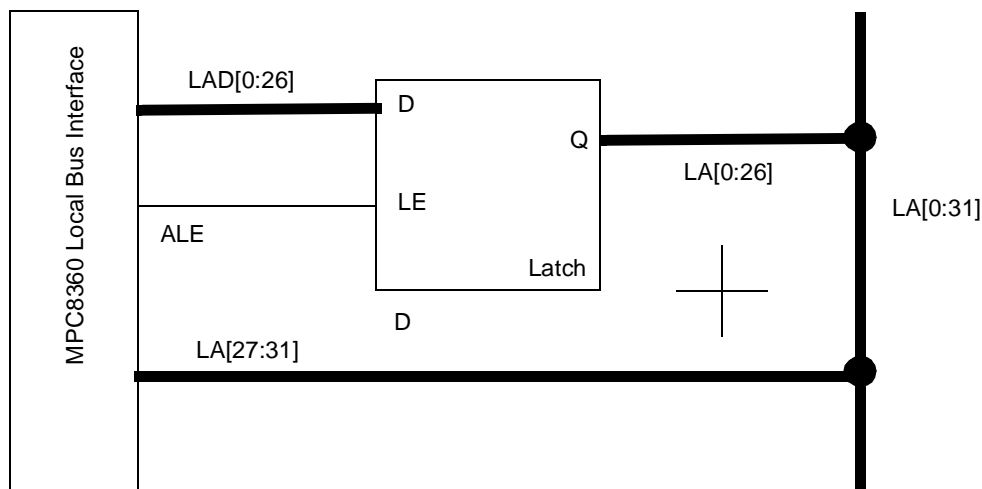 MPC8360 Local Bus Interface
LAD[0:26]
D
Q
LA[0:26]
LE
LA[0:31]
ALE
Latch
D
LA[27:31]